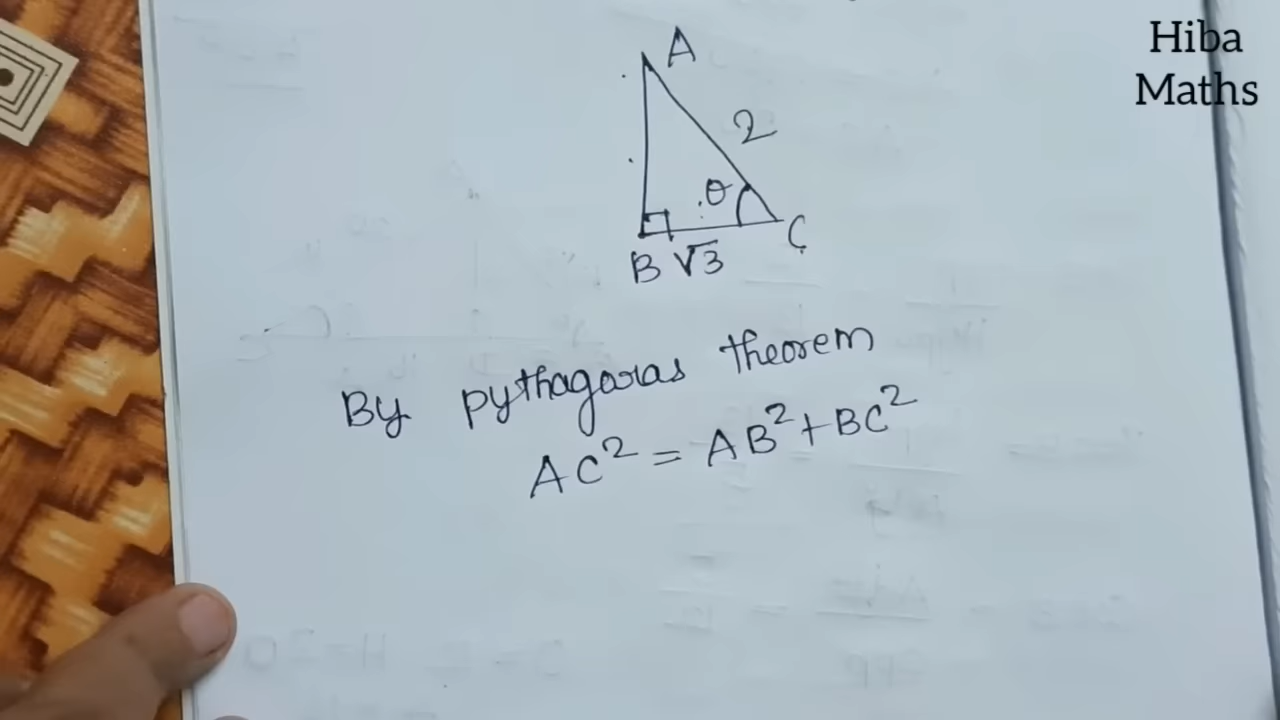 Hiba
Maths
A
2
θ
B √3 C
By pythagoras theorem
AC² = AB² + BC²